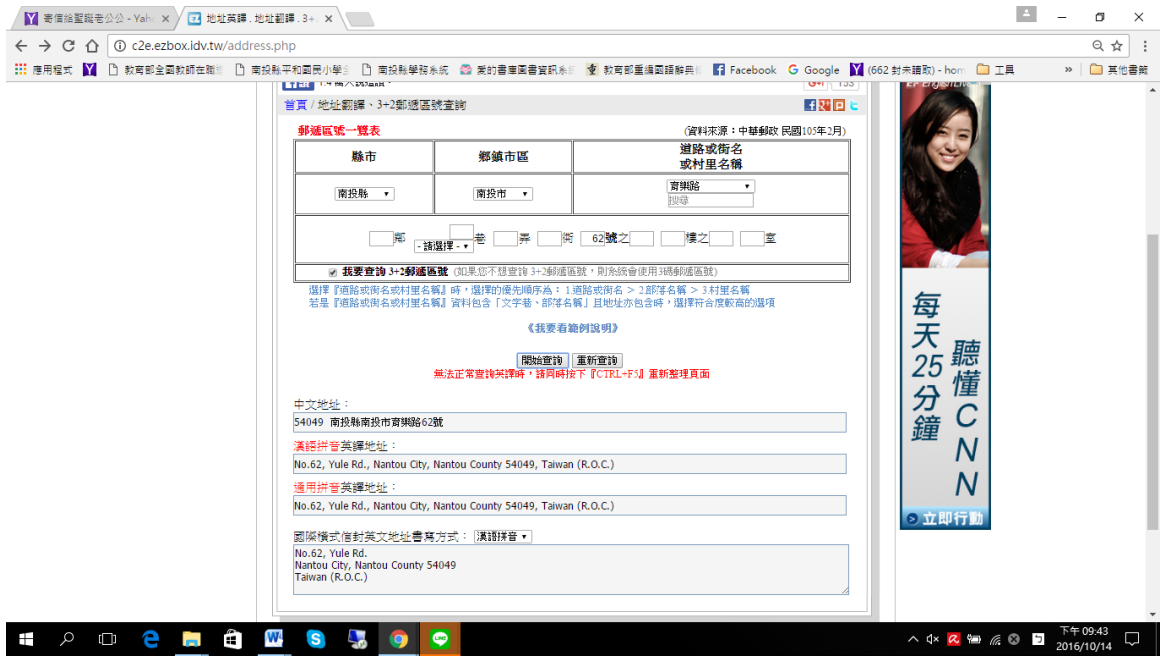 寄信給聖誕老公公 - Yah
地址英譯 . 地址翻譯 . 3+
c2e.ezbox.idv.tw/address.php
應用程式
教育部全國教師在職
南投縣平和國民小學
南投縣學務系統
愛的書庫圖書資訊系
教育部重編國語辭典
Facebook
Google
(662 封未讀取) - hom
工具
»
其他書籤
首頁 / 地址翻譯、3+2郵遞區號查詢
郵遞區號一覽表
(資料來源：中華郵政 民國105年2月)
縣市
鄉鎮市區
道路或街名
或村里名稱
南投縣
南投市
育樂路
搜尋
鄰
- 請選擇 -
巷
弄
衖
62號之
樓之
室
我要查詢 3+2郵遞區號 (如果您不想查詢 3+2郵遞區號，則系統會使用3碼郵遞區號)
選擇『道路或街名或村里名稱』時，選擇的優先順序為： 1.道路或街名 > 2.部落名稱 > 3.村里名稱
若是『道路或街名或村里名稱』資料包含「文字巷、部落名稱」且地址亦包含時，選擇符合度較高的選項
《我要看範例說明》
開始查詢
重新查詢
無法正常查詢英譯時，請同時按下『CTRL+F5』重新整理頁面
中文地址：
54049 南投縣南投市育樂路62號
漢語拼音英譯地址：
No.62, Yule Rd., Nantou City, Nantou County 54049, Taiwan (R.O.C.)
通用拼音英譯地址：
No.62, Yule Rd., Nantou City, Nantou County 54049, Taiwan (R.O.C.)
國際橫式信封英文地址書寫方式：
漢語拼音
No.62, Yule Rd.
Nantou City, Nantou County 54049
Taiwan (R.O.C.)
每天25分鐘
聽懂CNN
立即行動
下午 09:43
2016/10/14